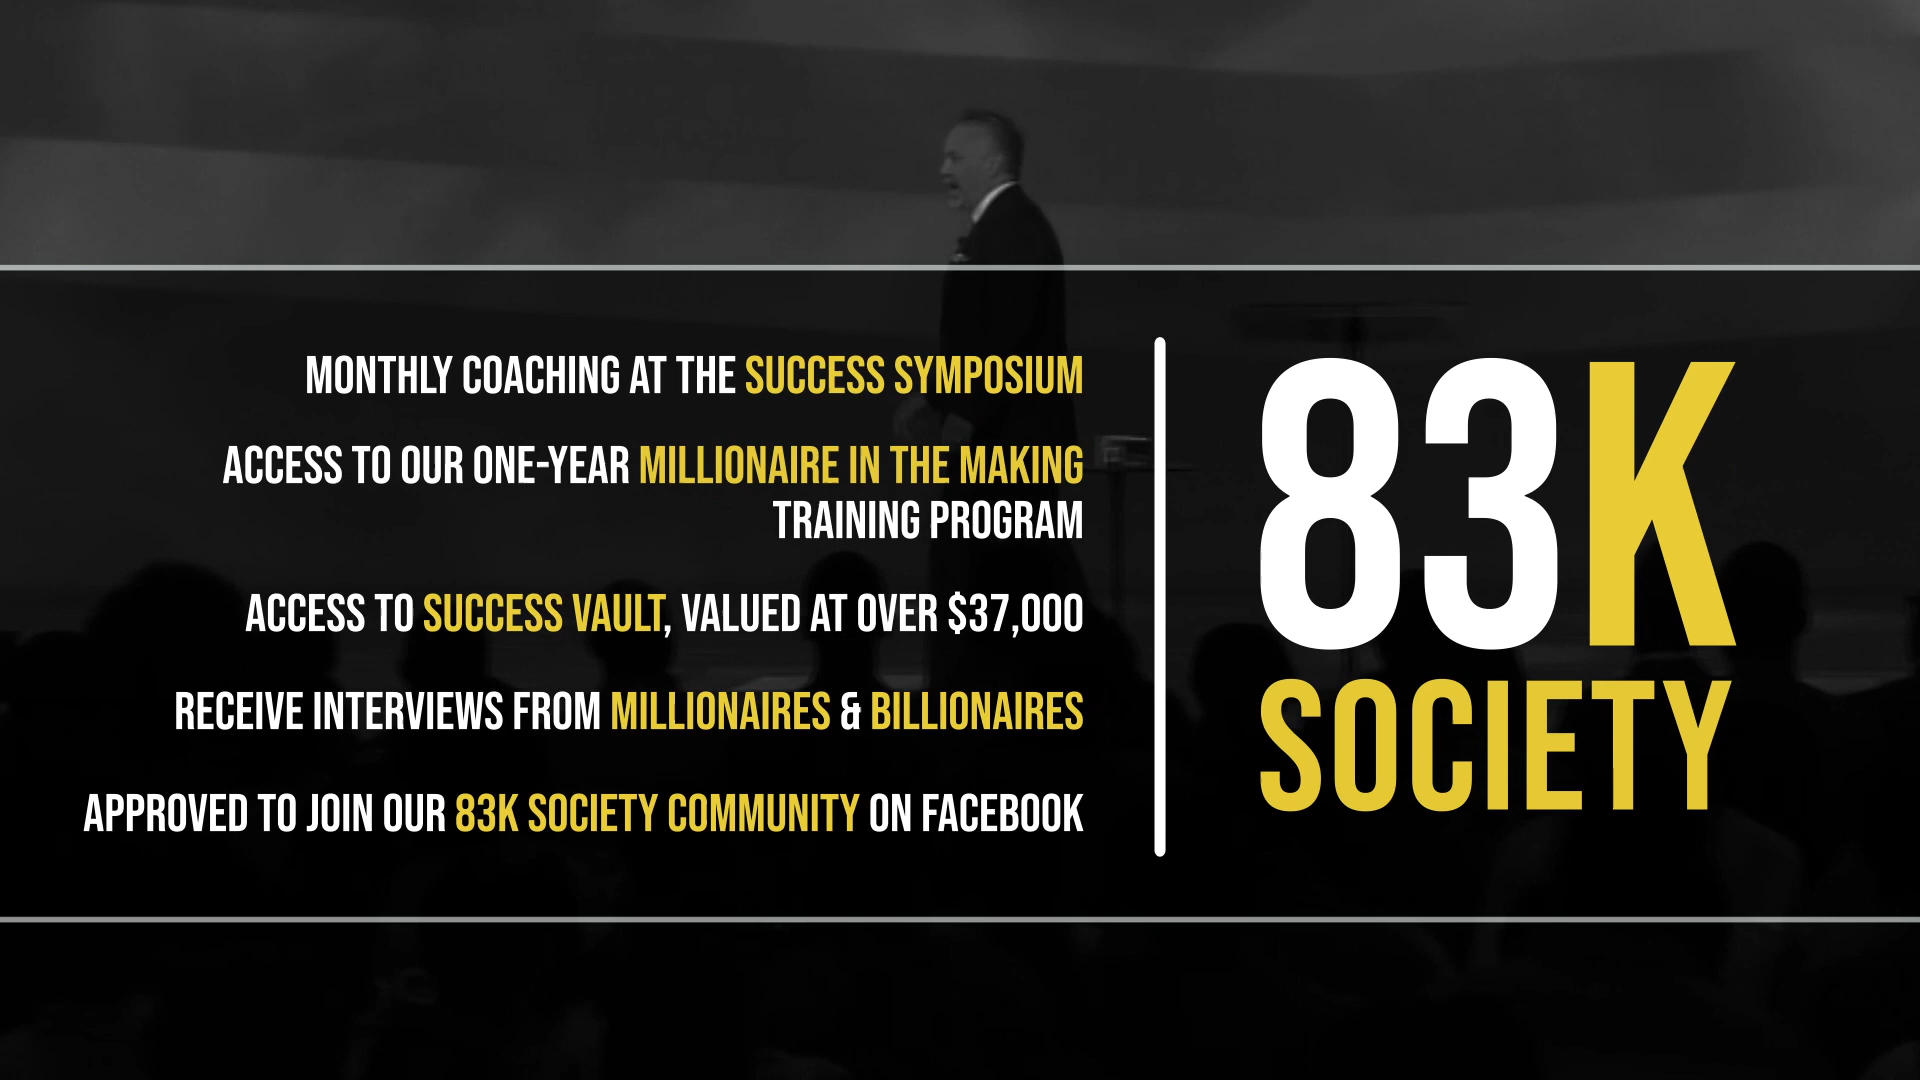 MONTHLY COACHING AT THE SUCCESS SYMPOSIUM
ACCESS TO OUR ONE-YEAR MILLIONAIRE IN THE MAKING
TRAINING PROGRAM
ACCESS TO SUCCESS VAULT, VALUED AT OVER $37,000
RECEIVE INTERVIEWS FROM MILLIONAIRES & BILLIONAIRES
APPROVED TO JOIN OUR 83K SOCIETY COMMUNITY ON FACEBOOK
83K
SOCIETY